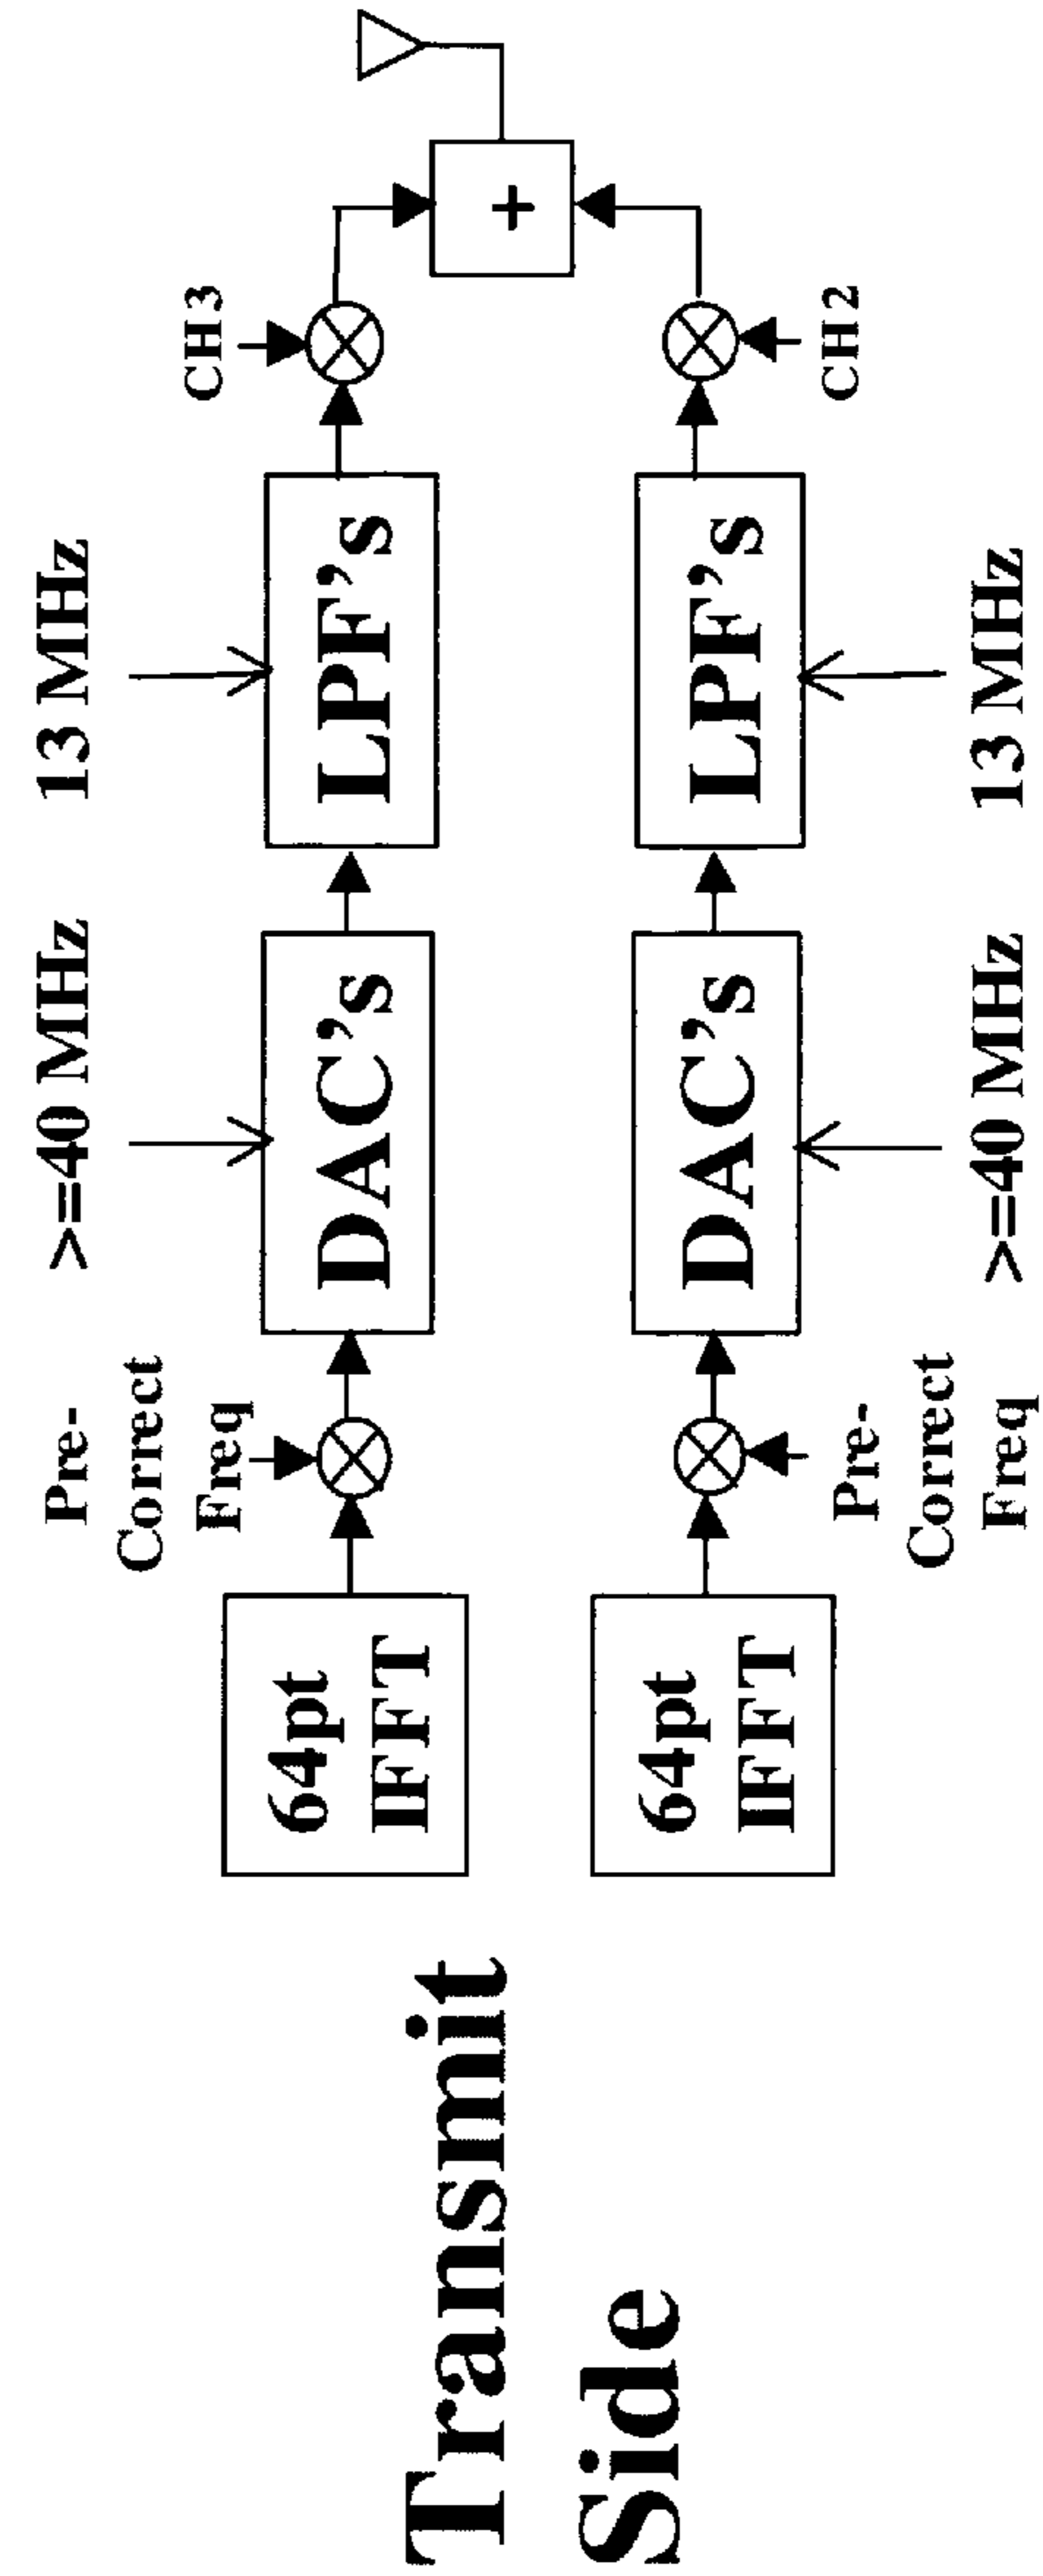 Transmit
Side
64pt
IFFT
Pre-
Correct
Freq
>=40 MHz
DAC's
13 MHz
LPF's
CH3
+
64pt
IFFT
Pre-
Correct
Freq
>=40 MHz
DAC's
13 MHz
LPF's
CH2